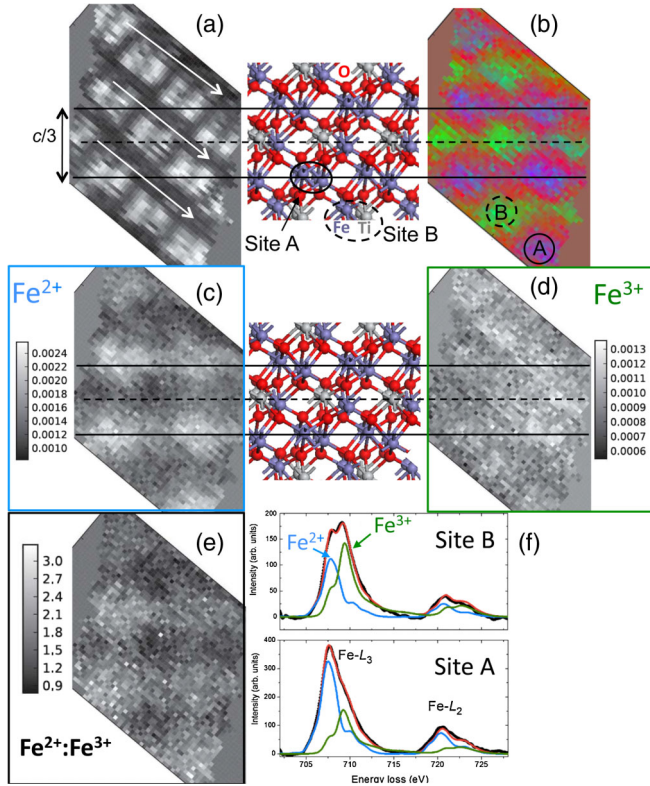 (a)
(b)
O
c/3
Site A
Fe Ti
Site B
B
A
Fe2+
(c)
(d)
Fe3+
0.0024
0.0022
0.0020
0.0018
0.0016
0.0014
0.0012
0.0010
0.0013
0.0012
0.0011
0.0010
0.0009
0.0008
0.0007
0.0006
(e)
3.0
2.7
2.4
2.1
1.8
1.5
1.2
0.9
Fe2+:Fe3+
(f)
Intensity (arb. units)
200
150
100
50
0
Fe2+
Fe3+
Site B
Intensity (arb. units)
400
300
200
100
0
Fe-L3
Site A
Fe-L2
705 710 715 720 725
Energy loss (eV)